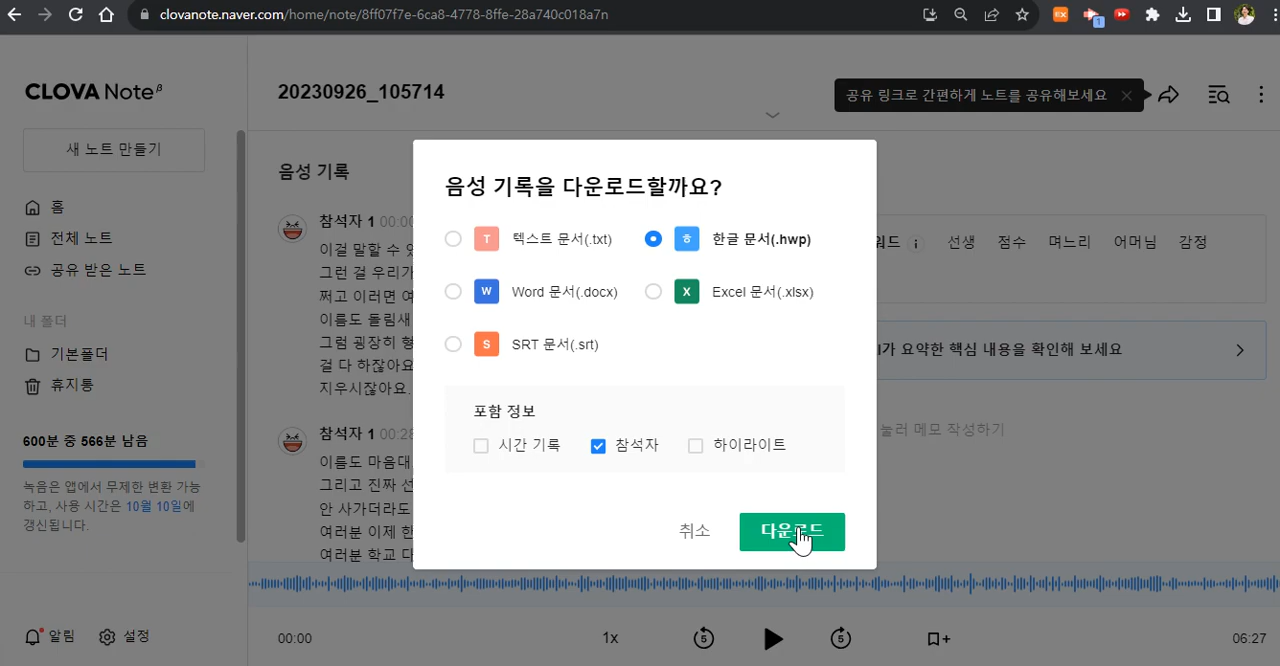 clovanote.naver.com/home/note/8ff07f7e-6ca8-4778-8ffe-28a740c018a7n
1
CLOVA Note β
새 노트 만들기
홈
전체 노트
공유 받은 노트
내 폴더
기본폴더
휴지통
600분 중 566분 남음
녹음은 앱에서 무제한 변환 가능
하고, 사용 시간은 10월 10일에
갱신됩니다.
알림
설정
20230926_105714
공유 링크로 간편하게 노트를 공유해보세요
음성 기록
참석자 1 00:00
이걸 말할 수 있
그런 걸 우리가
쩌고 이러면 여
이름도 돌림새
그럼 굉장히 형
걸 다 하잖아요
지우시잖아요.
참석자 1 00:28
이름도 마음대
그리고 진짜 선
안 사가더라도
여러분 이제 한
여러분 학교 다
음성 기록을 다운로드할까요?
T 텍스트 문서(.txt)
ㅎ 한글 문서(.hwp)
W Word 문서(.docx)
X Excel 문서(.xlsx)
S SRT 문서(.srt)
포함 정보
시간 기록
참석자
하이라이트
취소
다운로드
워드 선생 점수 며느리 어머님 감정
가 요약한 핵심 내용을 확인해 보세요
눌러 메모 작성하기
00:00
1x
5
5
06:27